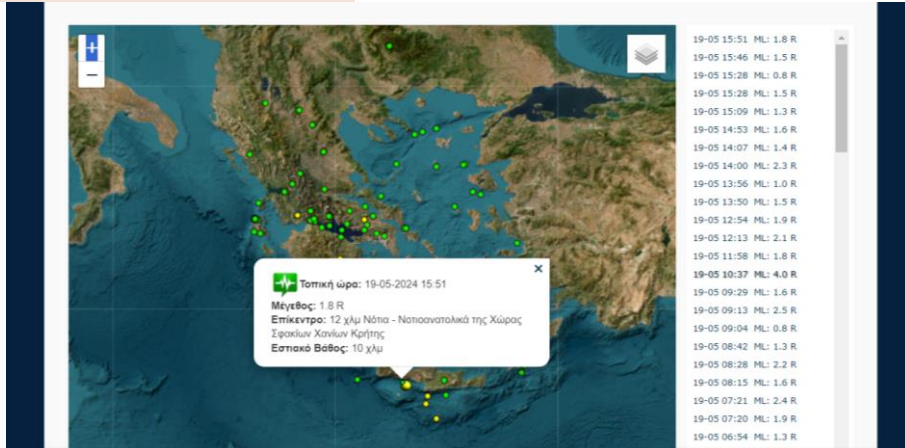 +
−
19-05 15:51 ML: 1.8 R
19-05 15:46 ML: 1.5 R
19-05 15:28 ML: 0.8 R
19-05 15:28 ML: 1.5 R
19-05 15:09 ML: 1.3 R
19-05 14:53 ML: 1.6 R
19-05 14:07 ML: 1.4 R
19-05 14:00 ML: 2.3 R
19-05 13:56 ML: 1.0 R
19-05 13:50 ML: 1.5 R
19-05 12:54 ML: 1.9 R
19-05 12:13 ML: 2.1 R
19-05 11:58 ML: 1.8 R
19-05 10:37 ML: 4.0 R
19-05 09:29 ML: 1.6 R
19-05 09:13 ML: 2.5 R
19-05 09:04 ML: 0.8 R
19-05 08:42 ML: 1.3 R
19-05 08:28 ML: 2.2 R
19-05 08:15 ML: 1.6 R
19-05 07:21 ML: 2.4 R
19-05 07:20 ML: 1.9 R
19-05 06:54 ML: 1.3 R
×
Τοπική ώρα: 19-05-2024 15:51
Μέγεθος: 1.8 R
Επίκεντρο: 12 χλμ Νότια - Νοτιοανατολικά της Χώρας
Σφακίων Χανίων Κρήτης
Εστιακό Βάθος: 10 χλμ